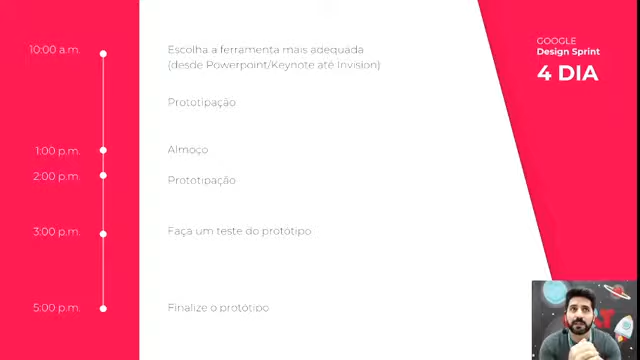 10:00 a.m.
Escolha a ferramenta mais adequada
(desde Powerpoint/Keynote até Invision)
Prototipação
1:00 p.m.
Almoço
2:00 p.m.
Prototipação
3:00 p.m.
Faça um teste do protótipo
5:00 p.m.
Finalize o protótipo
GOOGLE
Design Sprint
4 DIA